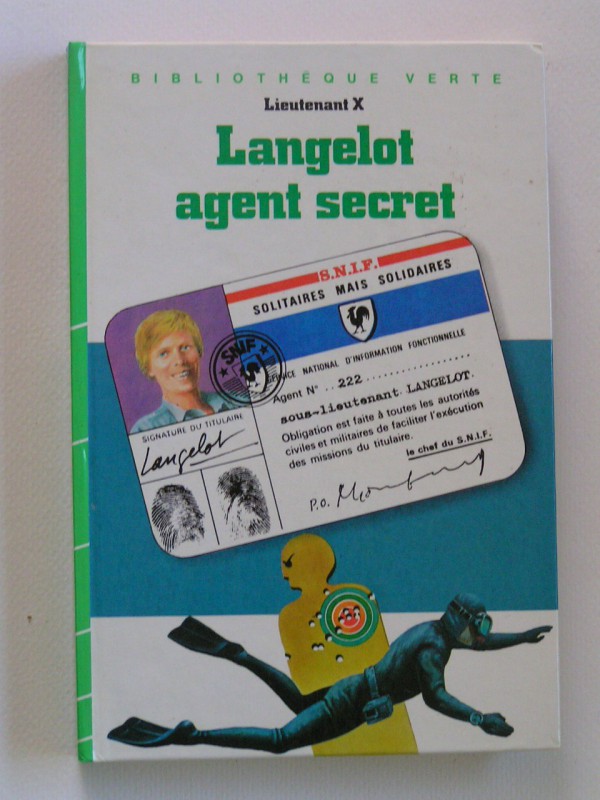 BIBLIOTHÈQUE VERTE
Lieutenant X
Langelot
agent secret
S.N.I.F.
SOLITAIRES MAIS SOLIDAIRES
SNIF
SERVICE NATIONAL D'INFORMATION FONCTIONNELLE
Agent N° .. 222 ..................
sous-lieutenant. LANGELOT.
Obligation est faite à toutes les autorités
civiles et militaires de faciliter l'exécution
des missions du titulaire.
le chef du S.N.I.F.
P.O.
SIGNATURE DU TITULAIRE
Langelot